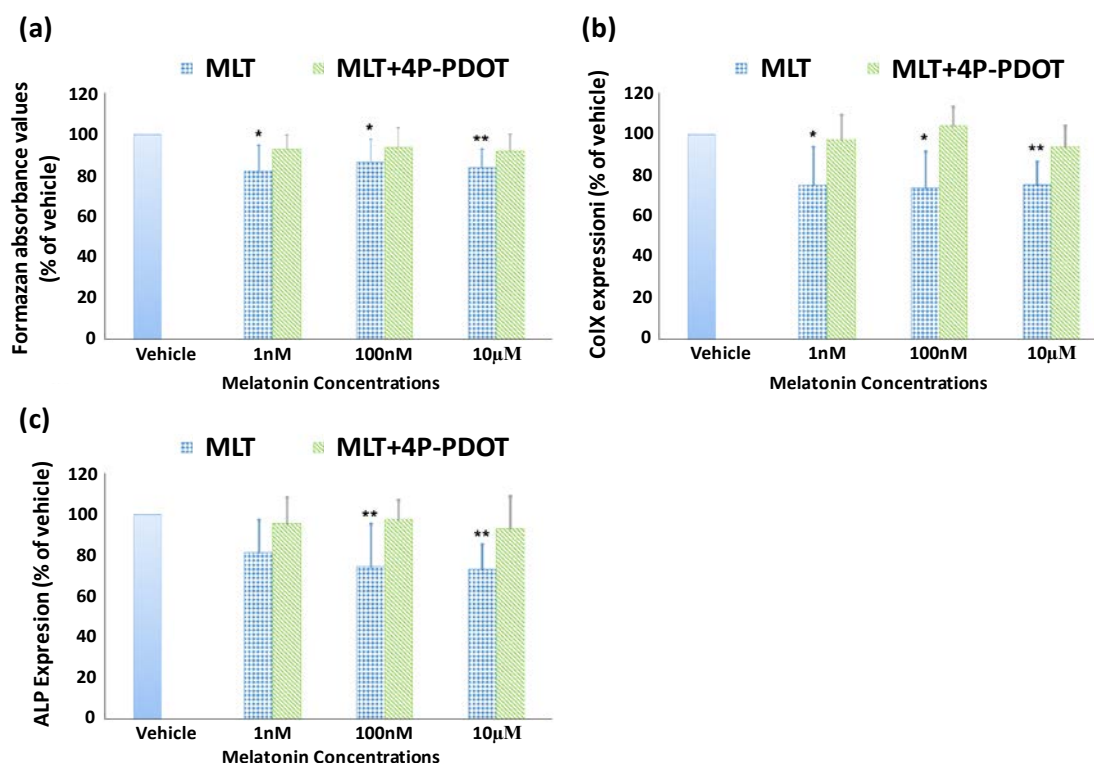 (a)
MLT MLT+4P-PDOT
Formazan absorbance values
(% of vehicle)
120
100
80
60
40
20
0
* * **
Vehicle 1nM 100nM 10μM
Melatonin Concentrations
(b)
MLT MLT+4P-PDOT
ColX expressioni (% of vehicle)
120
100
80
60
40
20
0
* * **
Vehicle 1nM 100nM 10μM
Melatonin Concentrations
(c)
MLT MLT+4P-PDOT
ALP Expresion (% of vehicle)
120
100
80
60
40
20
0
** **
Vehicle 1nM 100nM 10μM
Melatonin Concentrations